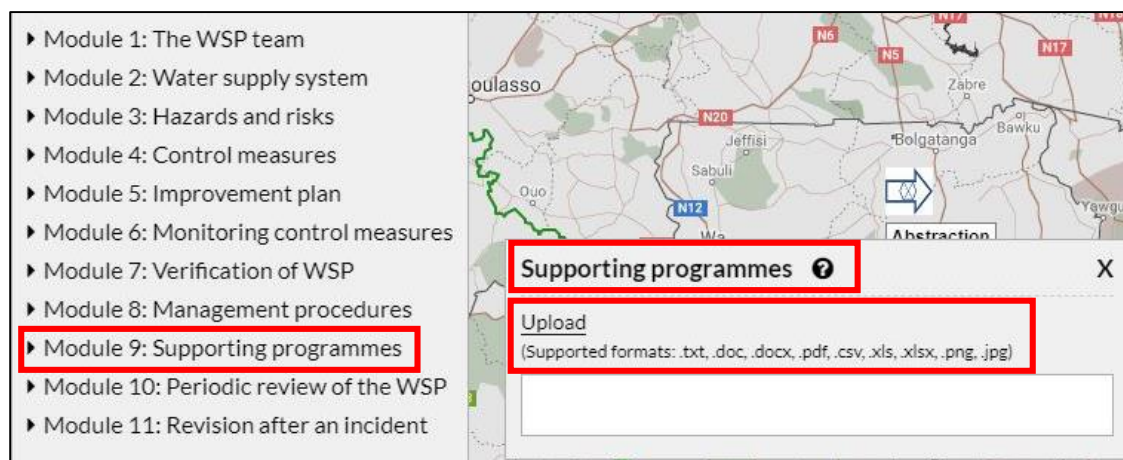 Module 1: The WSP team
Module 2: Water supply system
Module 3: Hazards and risks
Module 4: Control measures
Module 5: Improvement plan
Module 6: Monitoring control measures
Module 7: Verification of WSP
Module 8: Management procedures
Module 9: Supporting programmes
Module 10: Periodic review of the WSP
Module 11: Revision after an incident
N17
N6
N5
N17
oulasso
Zabre
N20
Bawku
Jeffisi
Bolgatanga
Sabuli
Ouo
N12
Yawgu
Wa
Abstraction
Supporting programmes ?
X
Upload
(Supported formats: .txt, .doc, .docx, .pdf, .csv, .xls, .xlsx, .png, .jpg)